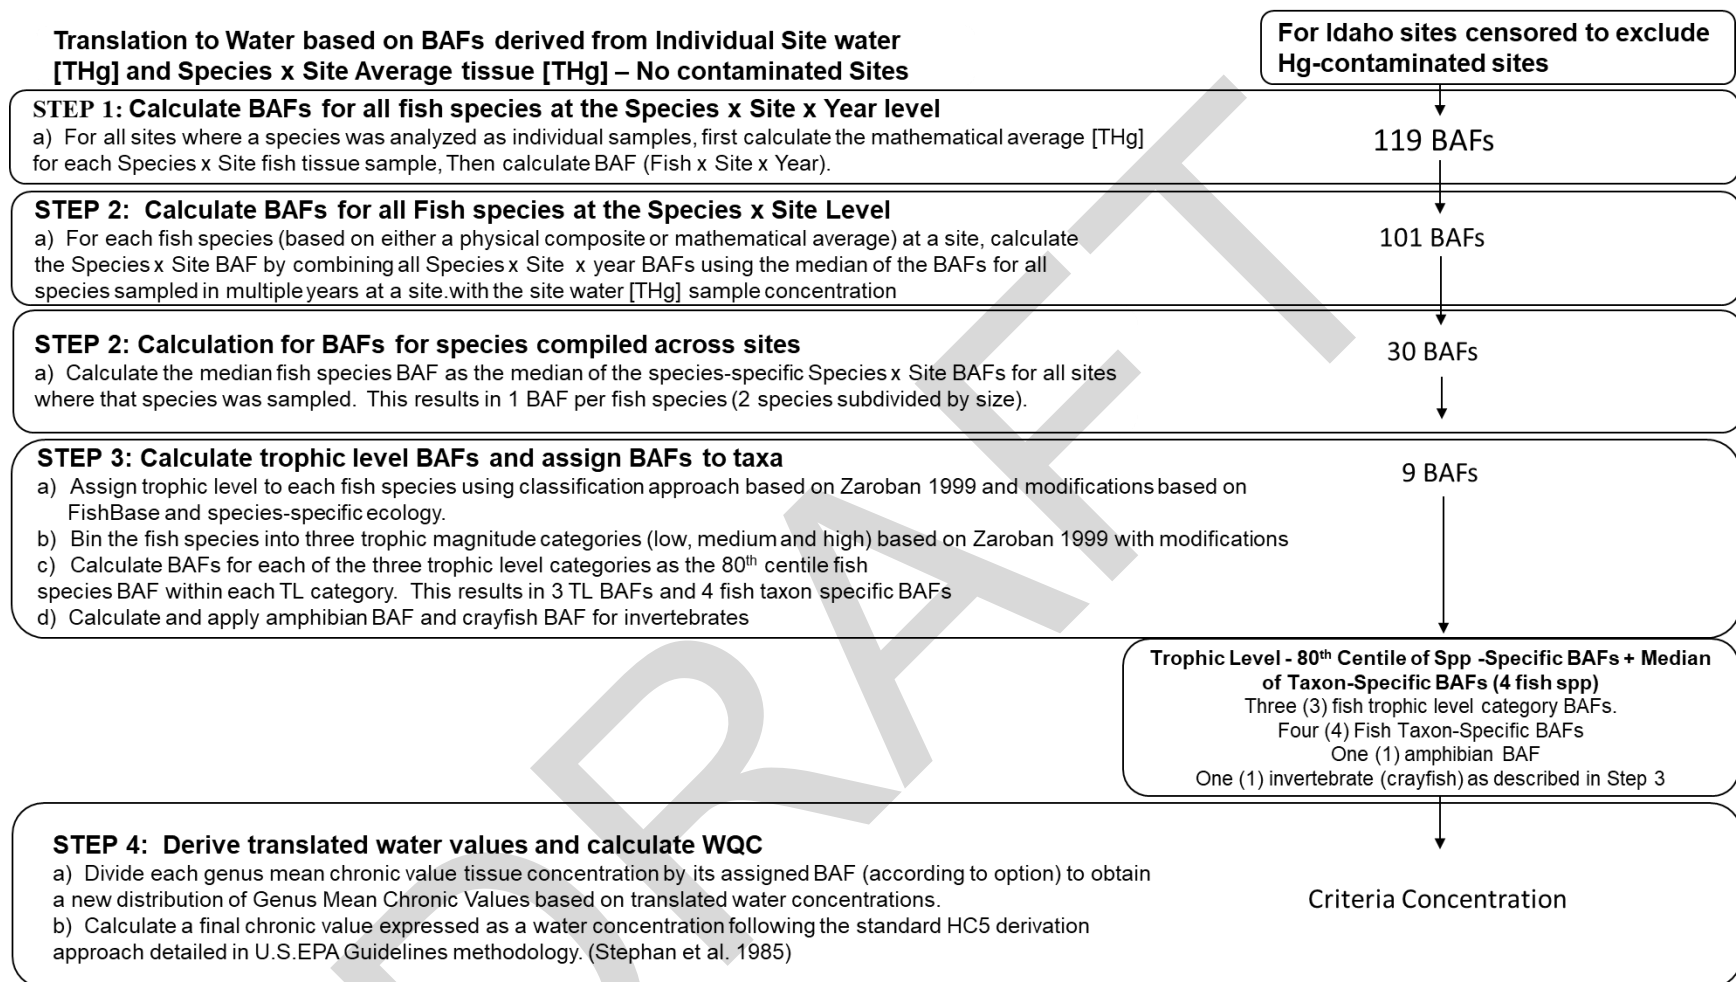 Translation to Water based on BAFs derived from Individual Site water
[THg] and Species x Site Average tissue [THg] – No contaminated Sites
For Idaho sites censored to exclude
Hg-contaminated sites
STEP 1: Calculate BAFs for all fish species at the Species x Site x Year level
a) For all sites where a species was analyzed as individual samples, first calculate the mathematical average [THg]
for each Species x Site fish tissue sample, Then calculate BAF (Fish x Site x Year).
119 BAFs
STEP 2: Calculate BAFs for all Fish species at the Species x Site Level
a) For each fish species (based on either a physical composite or mathematical average) at a site, calculate
the Species x Site BAF by combining all Species x Site x year BAFs using the median of the BAFs for all
species sampled in multiple years at a site.with the site water [THg] sample concentration
101 BAFs
STEP 2: Calculation for BAFs for species compiled across sites
a) Calculate the median fish species BAF as the median of the species-specific Species x Site BAFs for all sites
where that species was sampled. This results in 1 BAF per fish species (2 species subdivided by size).
30 BAFs
STEP 3: Calculate trophic level BAFs and assign BAFs to taxa
a) Assign trophic level to each fish species using classification approach based on Zaroban 1999 and modifications based on
FishBase and species-specific ecology.
b) Bin the fish species into three trophic magnitude categories (low, medium and high) based on Zaroban 1999 with modifications
c) Calculate BAFs for each of the three trophic level categories as the 80th centile fish
species BAF within each TL category. This results in 3 TL BAFs and 4 fish taxon specific BAFs
d) Calculate and apply amphibian BAF and crayfish BAF for invertebrates
9 BAFs
Trophic Level - 80th Centile of Spp -Specific BAFs + Median
of Taxon-Specific BAFs (4 fish spp)
Three (3) fish trophic level category BAFs.
Four (4) Fish Taxon-Specific BAFs
One (1) amphibian BAF
One (1) invertebrate (crayfish) as described in Step 3
STEP 4: Derive translated water values and calculate WQC
a) Divide each genus mean chronic value tissue concentration by its assigned BAF (according to option) to obtain
a new distribution of Genus Mean Chronic Values based on translated water concentrations.
b) Calculate a final chronic value expressed as a water concentration following the standard HC5 derivation
approach detailed in U.S.EPA Guidelines methodology. (Stephan et al. 1985)
Criteria Concentration
DRAFT